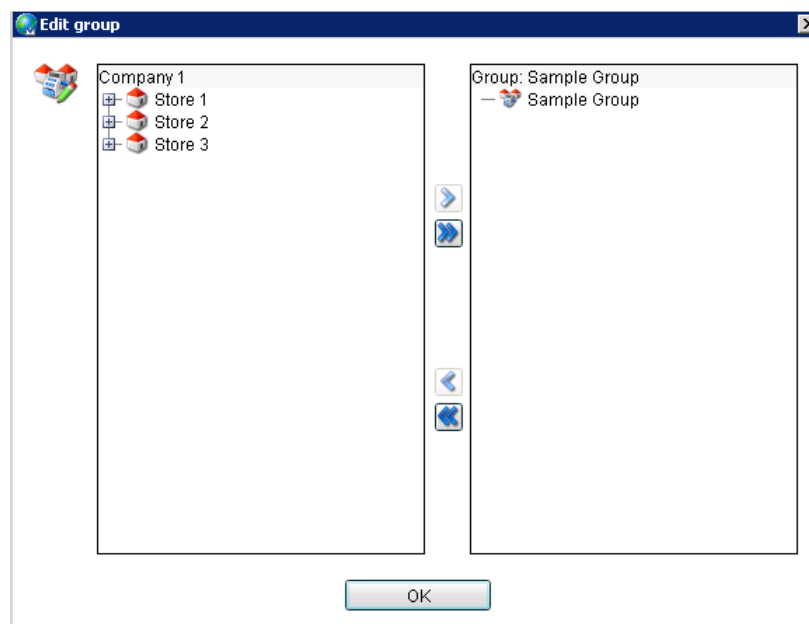 Edit group
Company 1
Store 1
Store 2
Store 3
Group: Sample Group
Sample Group
OK